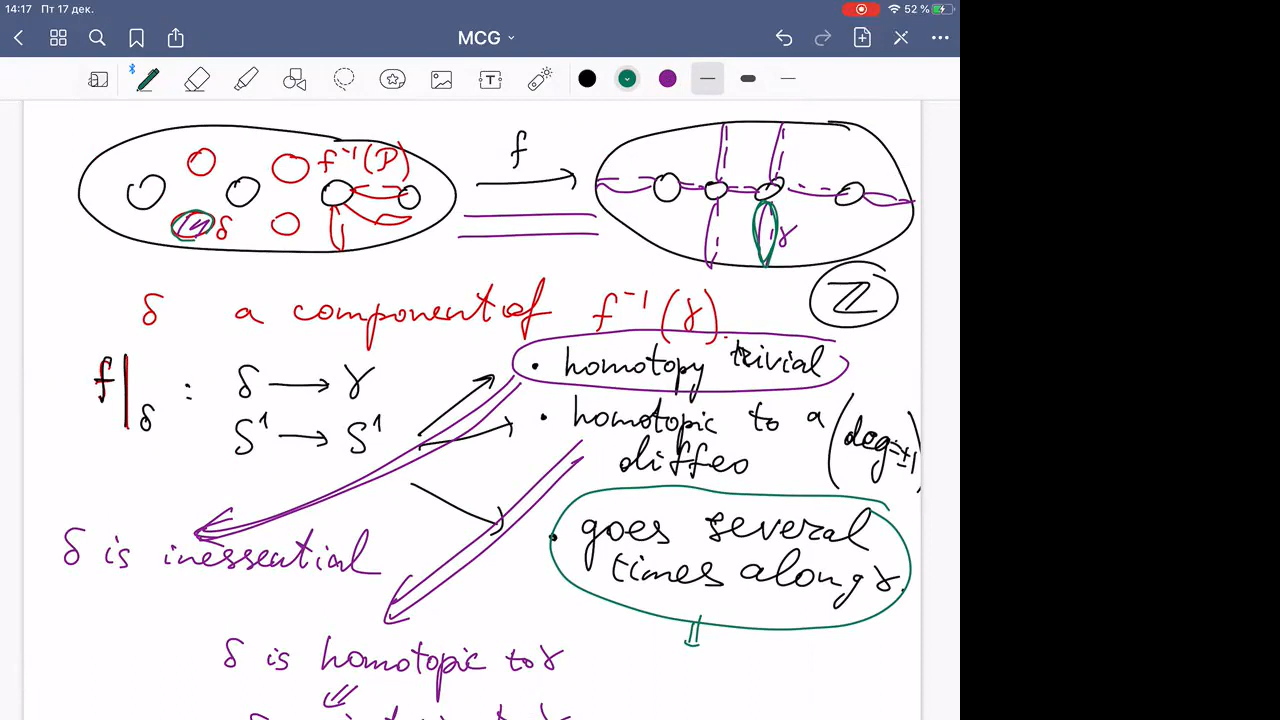 14:17 Пт 17 дек.
52 %
MCG
f⁻¹(P)
f
δ
γ
ℤ
δ a component of f⁻¹(γ).
f|δ : δ → γ
S¹ → S¹
• homotopy trivial
• homotopic to a diffeo (deg=±1)
• goes several times along γ.
δ is inessential
δ is homotopic to γ